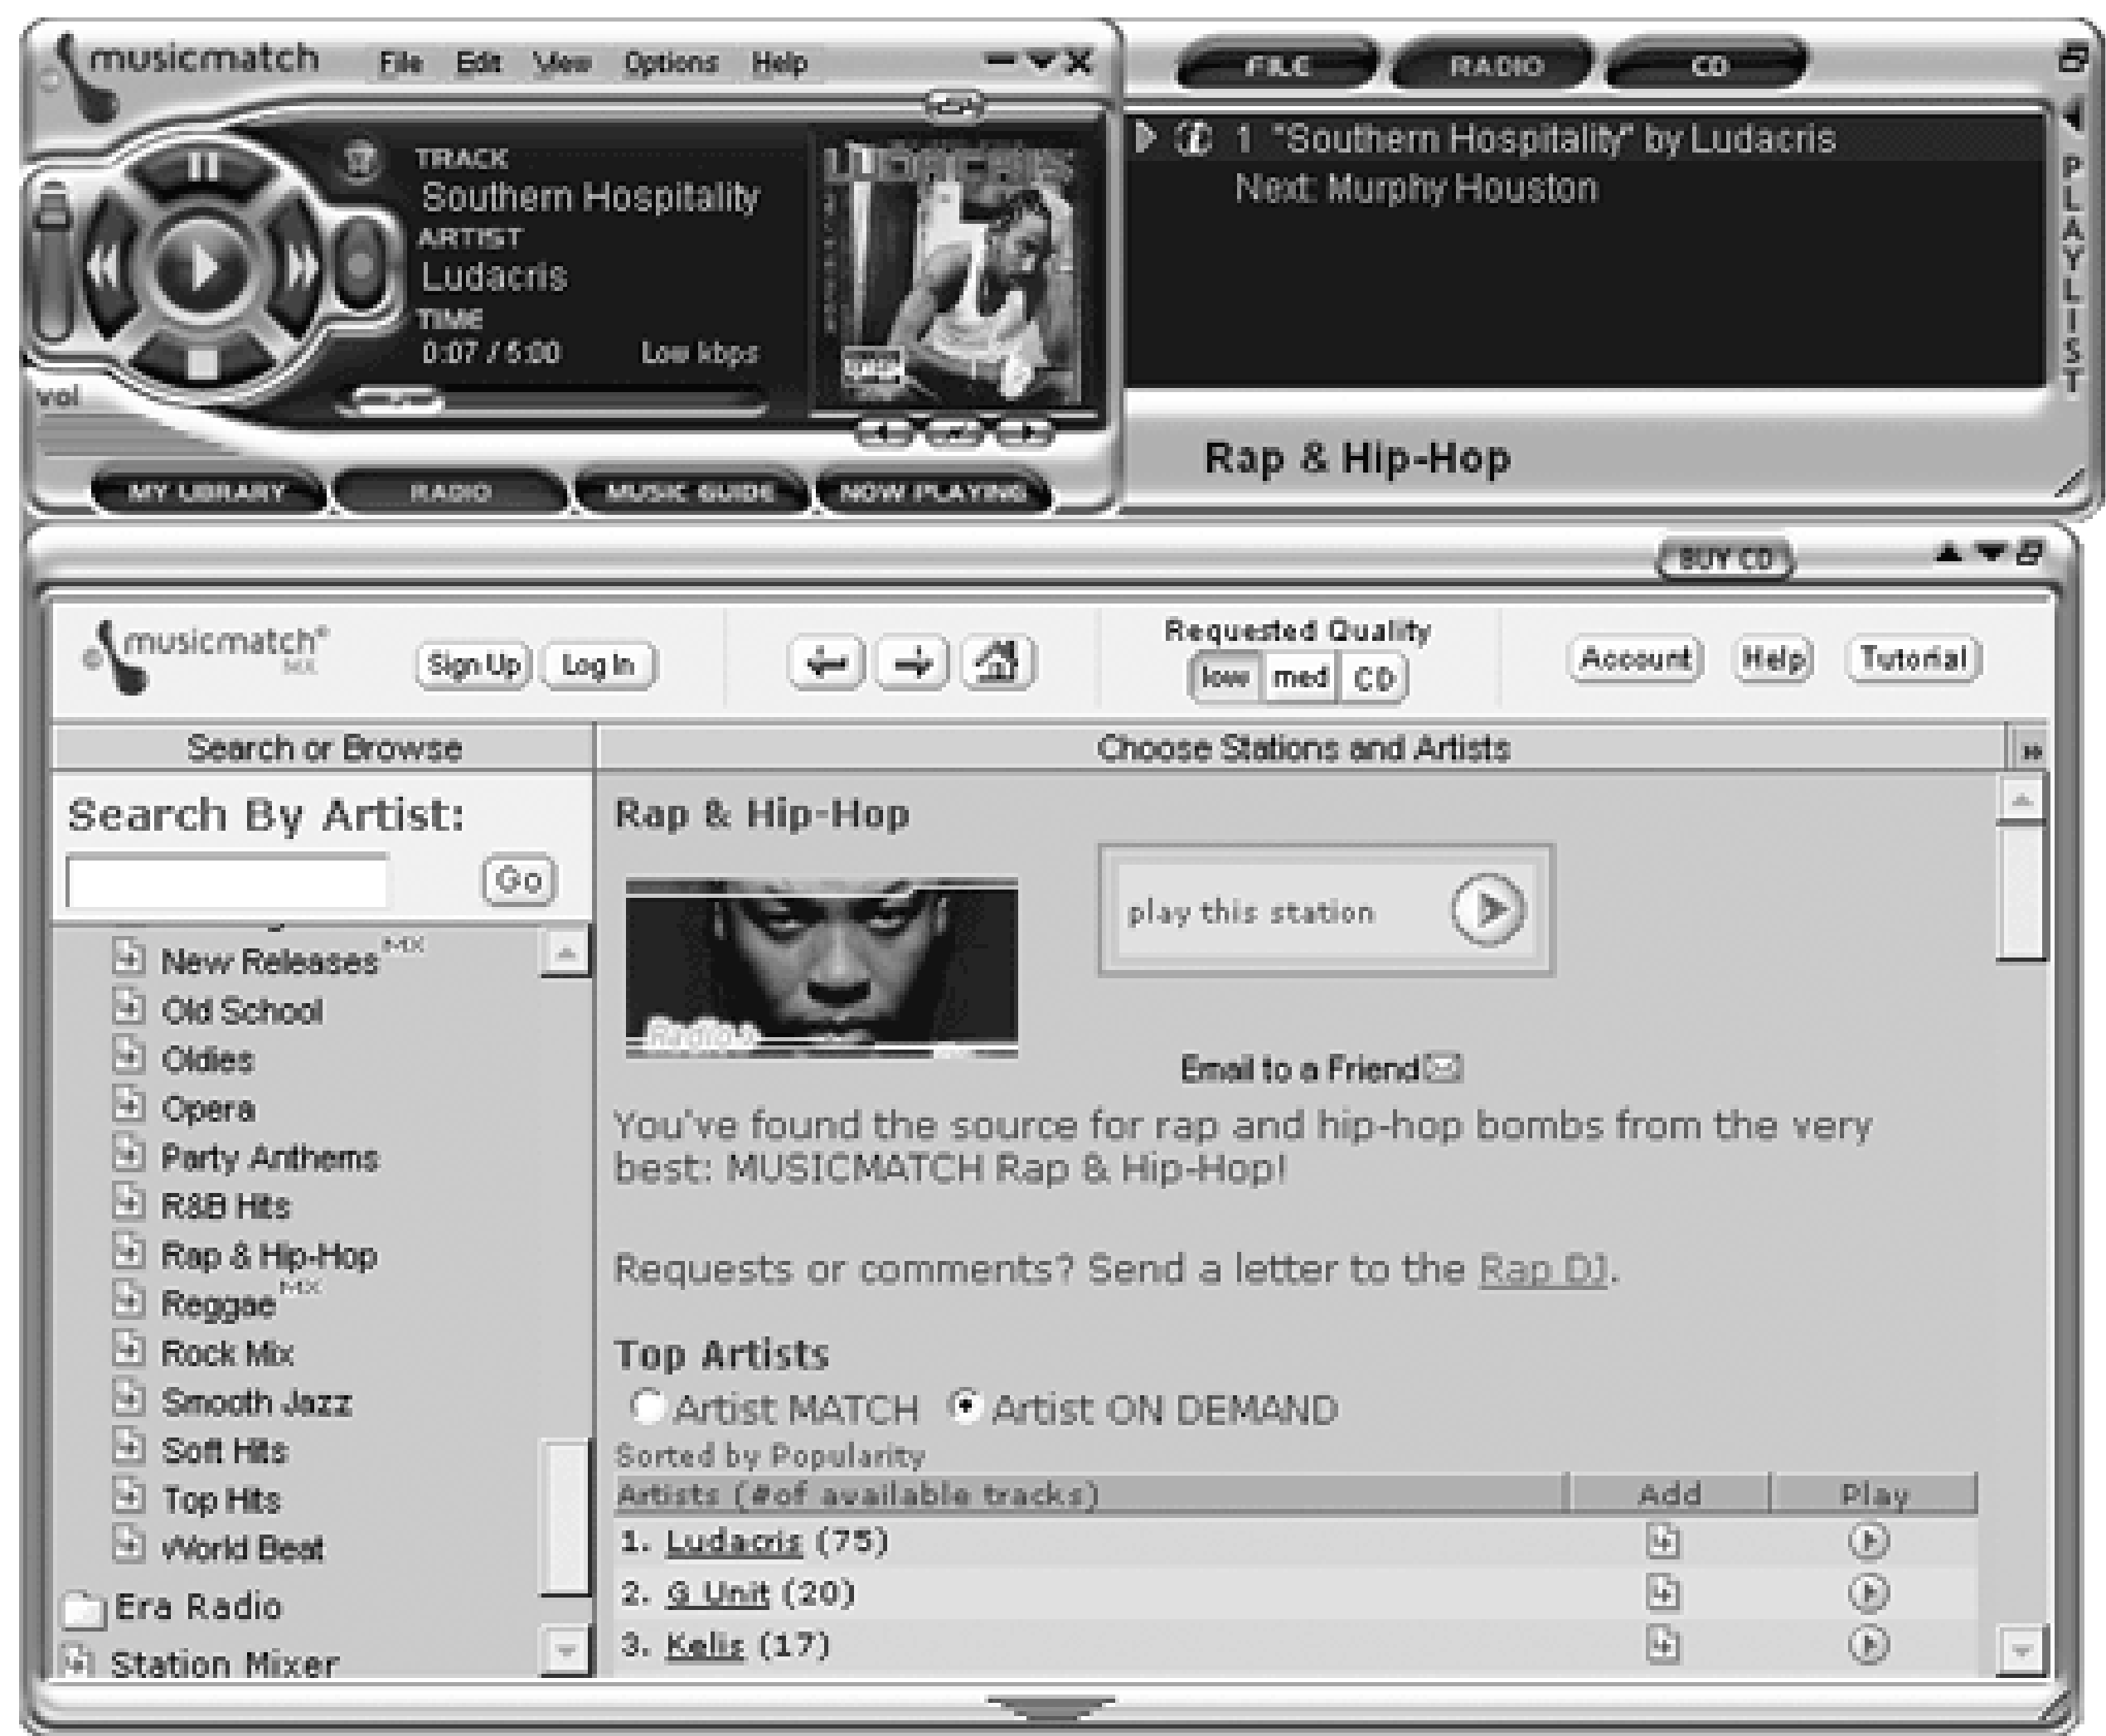 musicmatch File Edit View Options Help
FILE RADIO CD
TRACK
Southern Hospitality
ARTIST
Ludacris
TIME
0:07 / 5:00 Low kbps
vol
LUDACRIS
MY LIBRARY RADIO MUSIC GUIDE NOW PLAYING
1 "Southern Hospitality" by Ludacris
Next: Murphy Houston
PLAYLIST
Rap & Hip-Hop
BUY CD
musicmatch®
MX
Sign Up Log In
Requested Quality
low med CD
Account Help Tutorial
Search or Browse
Choose Stations and Artists
Search By Artist:
Go
New Releases MX
Old School
Oldies
Opera
Party Anthems
R&B Hits
Rap & Hip-Hop
Reggae MX
Rock Mix
Smooth Jazz
Soft Hits
Top Hits
World Beat
Era Radio
Station Mixer
Rap & Hip-Hop
Radio
play this station
Email to a Friend
You've found the source for rap and hip-hop bombs from the very
best: MUSICMATCH Rap & Hip-Hop!
Requests or comments? Send a letter to the Rap DJ.
Top Artists
Artist MATCH Artist ON DEMAND
Sorted by Popularity
Artists (#of available tracks) Add Play
1. Ludacris (75)
2. G Unit (20)
3. Kelis (17)